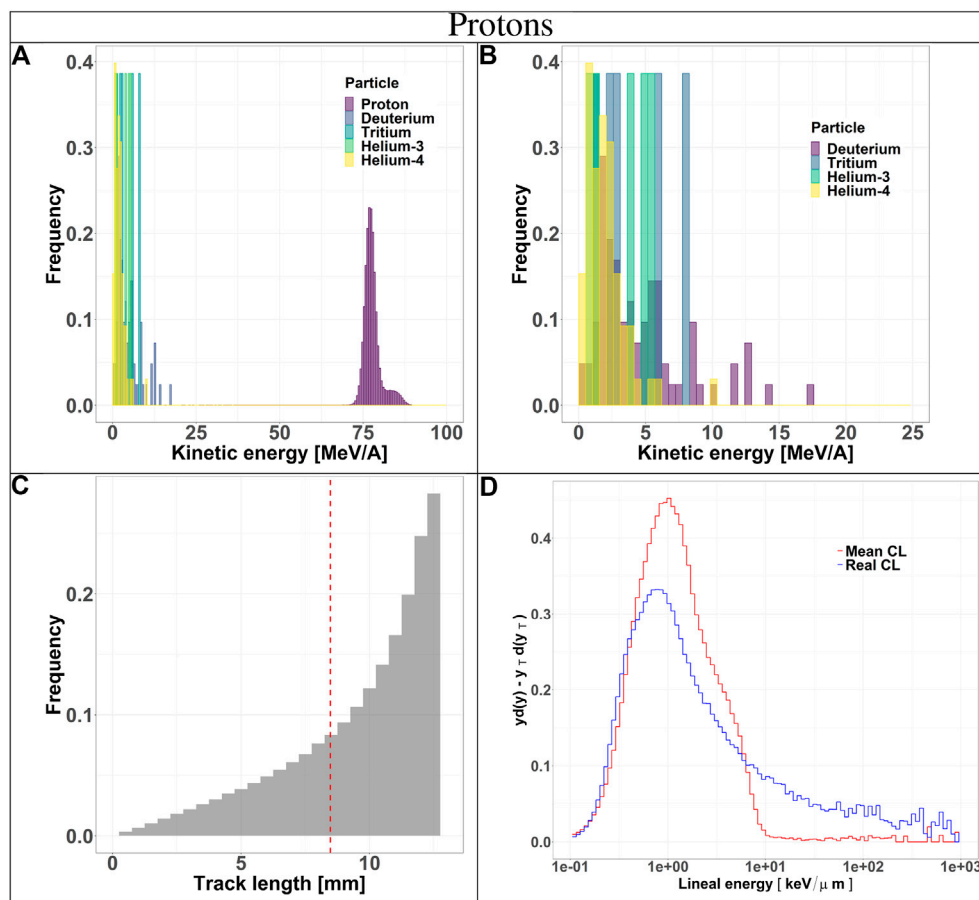 Protons
A
Frequency
0.4
0.3
0.2
0.1
0.0
Particle
Proton
Deuterium
Tritium
Helium-3
Helium-4
0
25
50
75
100
Kinetic energy [MeV/A]
B
Frequency
0.4
0.3
0.2
0.1
0.0
Particle
Deuterium
Tritium
Helium-3
Helium-4
0
5
10
15
20
25
Kinetic energy [MeV/A]
C
Frequency
0.2
0.1
0.0
0
5
10
Track length [mm]
D
yd(y) - y T d(y T )
0.4
0.3
0.2
0.1
0.0
Mean CL
Real CL
1e-01
1e+00
1e+01
1e+02
1e+03
Lineal energy [ keV/μ m ]